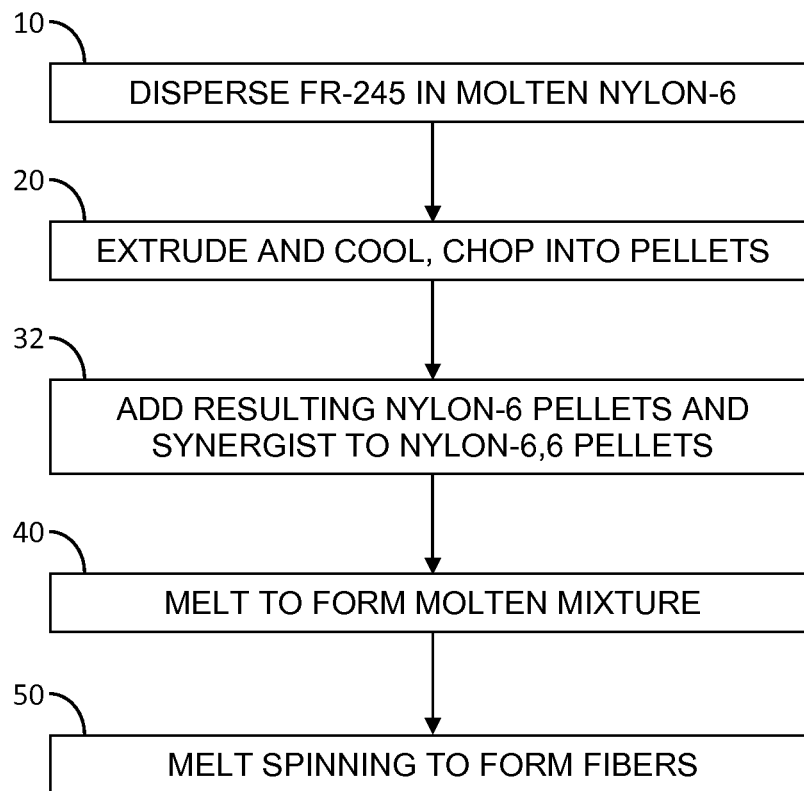 10
DISPERSE FR-245 IN MOLTEN NYLON-6
20
EXTRUDE AND COOL, CHOP INTO PELLETS
32
ADD RESULTING NYLON-6 PELLETS AND
SYNERGIST TO NYLON-6,6 PELLETS
40
MELT TO FORM MOLTEN MIXTURE
50
MELT SPINNING TO FORM FIBERS